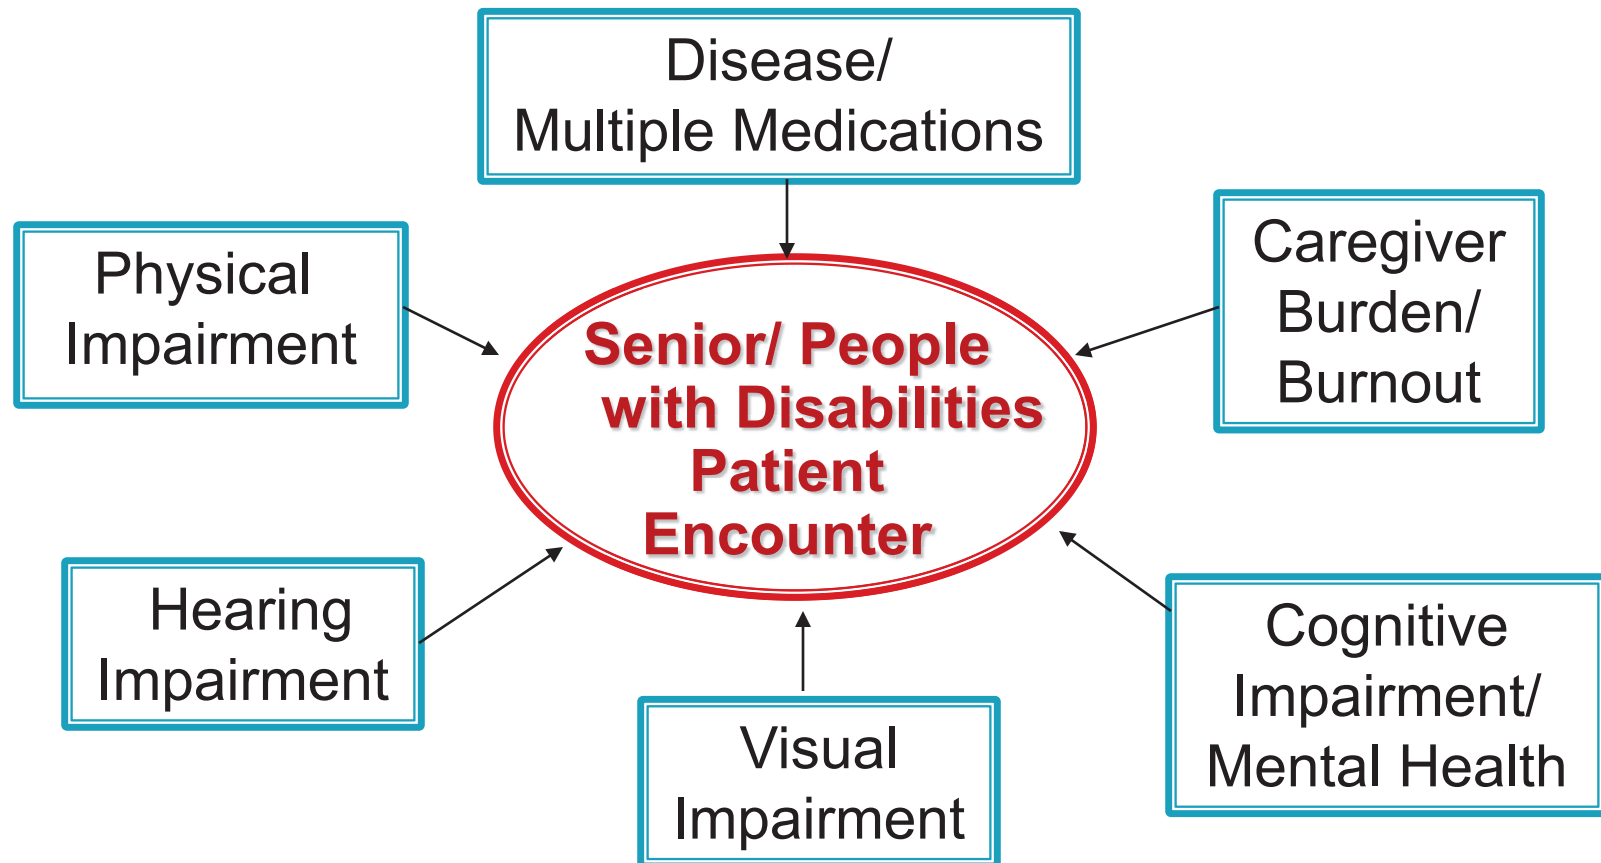 Disease/
Multiple Medications
Physical
Impairment
Caregiver
Burden/
Burnout
Senior/ People
with Disabilities
Patient
Encounter
Hearing
Impairment
Visual
Impairment
Cognitive
Impairment/
Mental Health